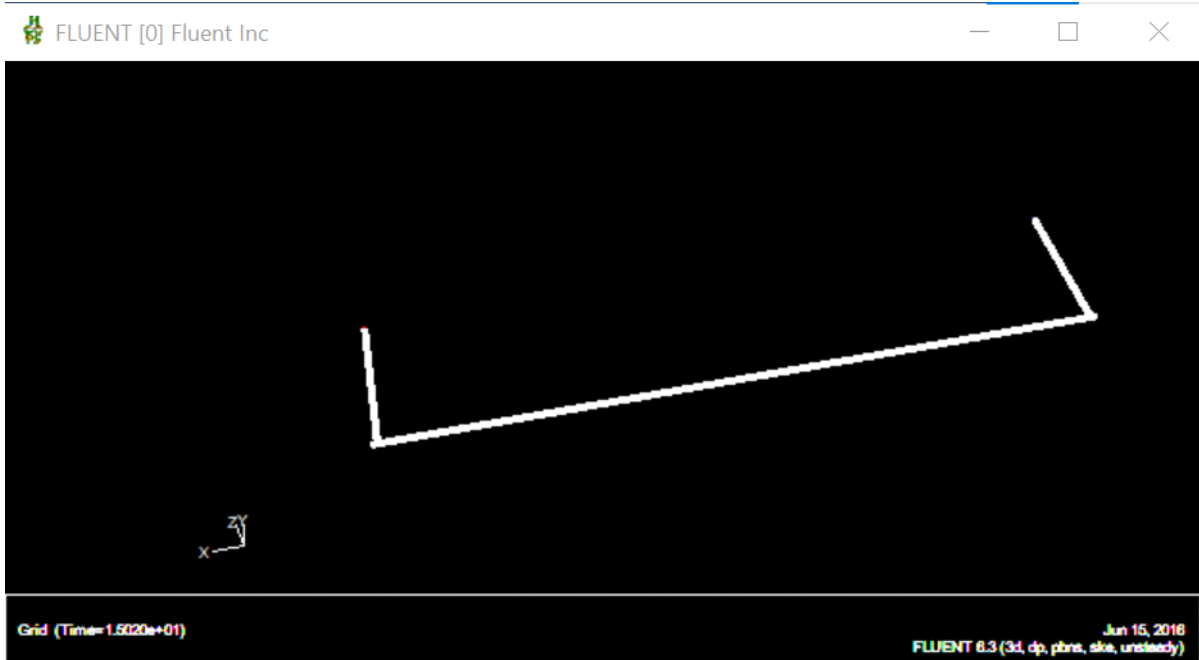 FLUENT [0] Fluent Inc
ZY
X
Grid (Time=1.5020e+01)
Jun 15, 2016
FLUENT 6.3 (3d, dp, pbns, ske, unsteady)